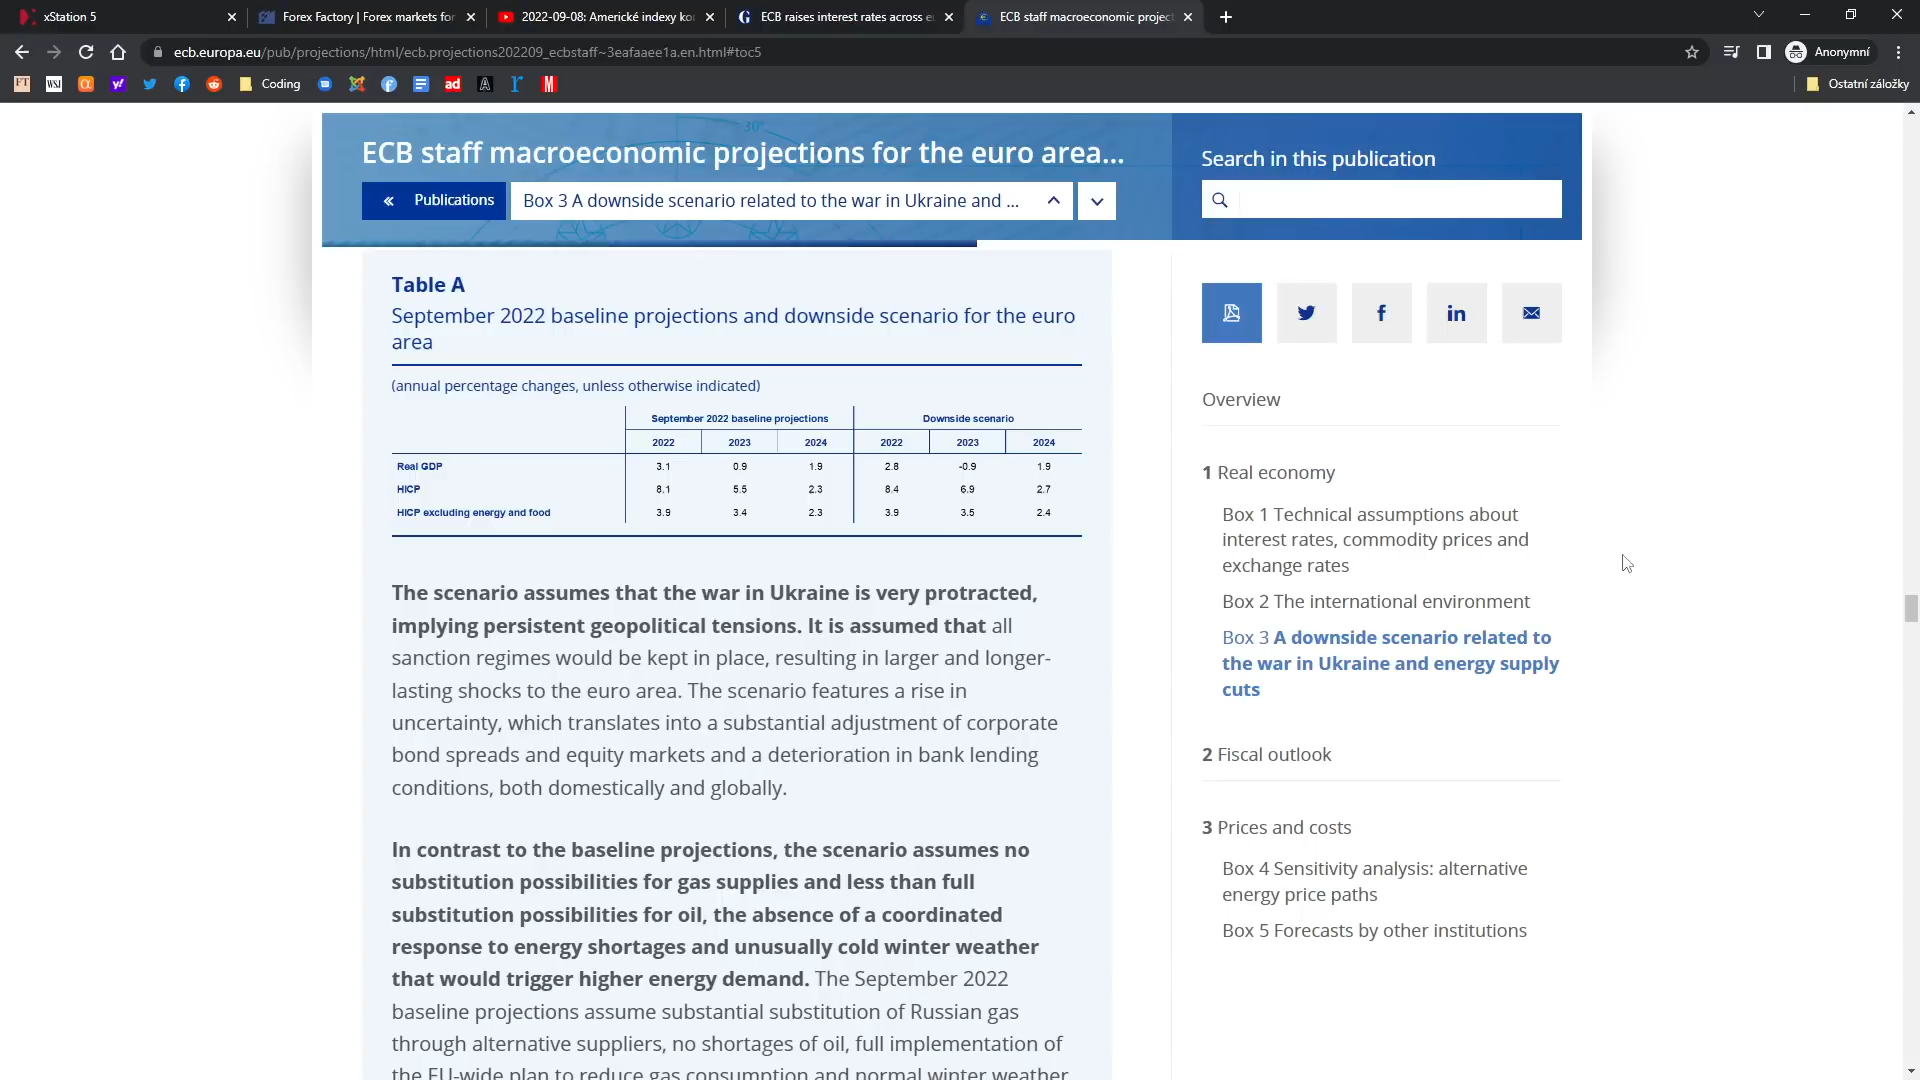 xStation 5
Forex Factory | Forex markets for
2022-09-08: Americké indexy ko
ECB raises interest rates across e
ECB staff macroeconomic project
ecb.europa.eu/pub/projections/html/ecb.projections202209_ecbstaff~3eafaaee1a.en.html#toc5
Anonymní
FT
WSJ
α
y!
Coding
ad
A
r
M
Ostatní záložky
ECB staff macroeconomic projections for the euro area...
« Publications
Box 3 A downside scenario related to the war in Ukraine and ...
Search in this publication
Table A
September 2022 baseline projections and downside scenario for the euro
area
(annual percentage changes, unless otherwise indicated)
September 2022 baseline projections Downside scenario
2022 2023 2024 2022 2023 2024
Real GDP 3.1 0.9 1.9 2.8 -0.9 1.9
HICP 8.1 5.5 2.3 8.4 6.9 2.7
HICP excluding energy and food 3.9 3.4 2.3 3.9 3.5 2.4
The scenario assumes that the war in Ukraine is very protracted,
implying persistent geopolitical tensions. It is assumed that all
sanction regimes would be kept in place, resulting in larger and longer-
lasting shocks to the euro area. The scenario features a rise in
uncertainty, which translates into a substantial adjustment of corporate
bond spreads and equity markets and a deterioration in bank lending
conditions, both domestically and globally.
In contrast to the baseline projections, the scenario assumes no
substitution possibilities for gas supplies and less than full
substitution possibilities for oil, the absence of a coordinated
response to energy shortages and unusually cold winter weather
that would trigger higher energy demand. The September 2022
baseline projections assume substantial substitution of Russian gas
through alternative suppliers, no shortages of oil, full implementation of
the EU-wide plan to reduce gas consumption and normal winter weather
Overview
1 Real economy
Box 1 Technical assumptions about
interest rates, commodity prices and
exchange rates
Box 2 The international environment
Box 3 A downside scenario related to
the war in Ukraine and energy supply
cuts
2 Fiscal outlook
3 Prices and costs
Box 4 Sensitivity analysis: alternative
energy price paths
Box 5 Forecasts by other institutions